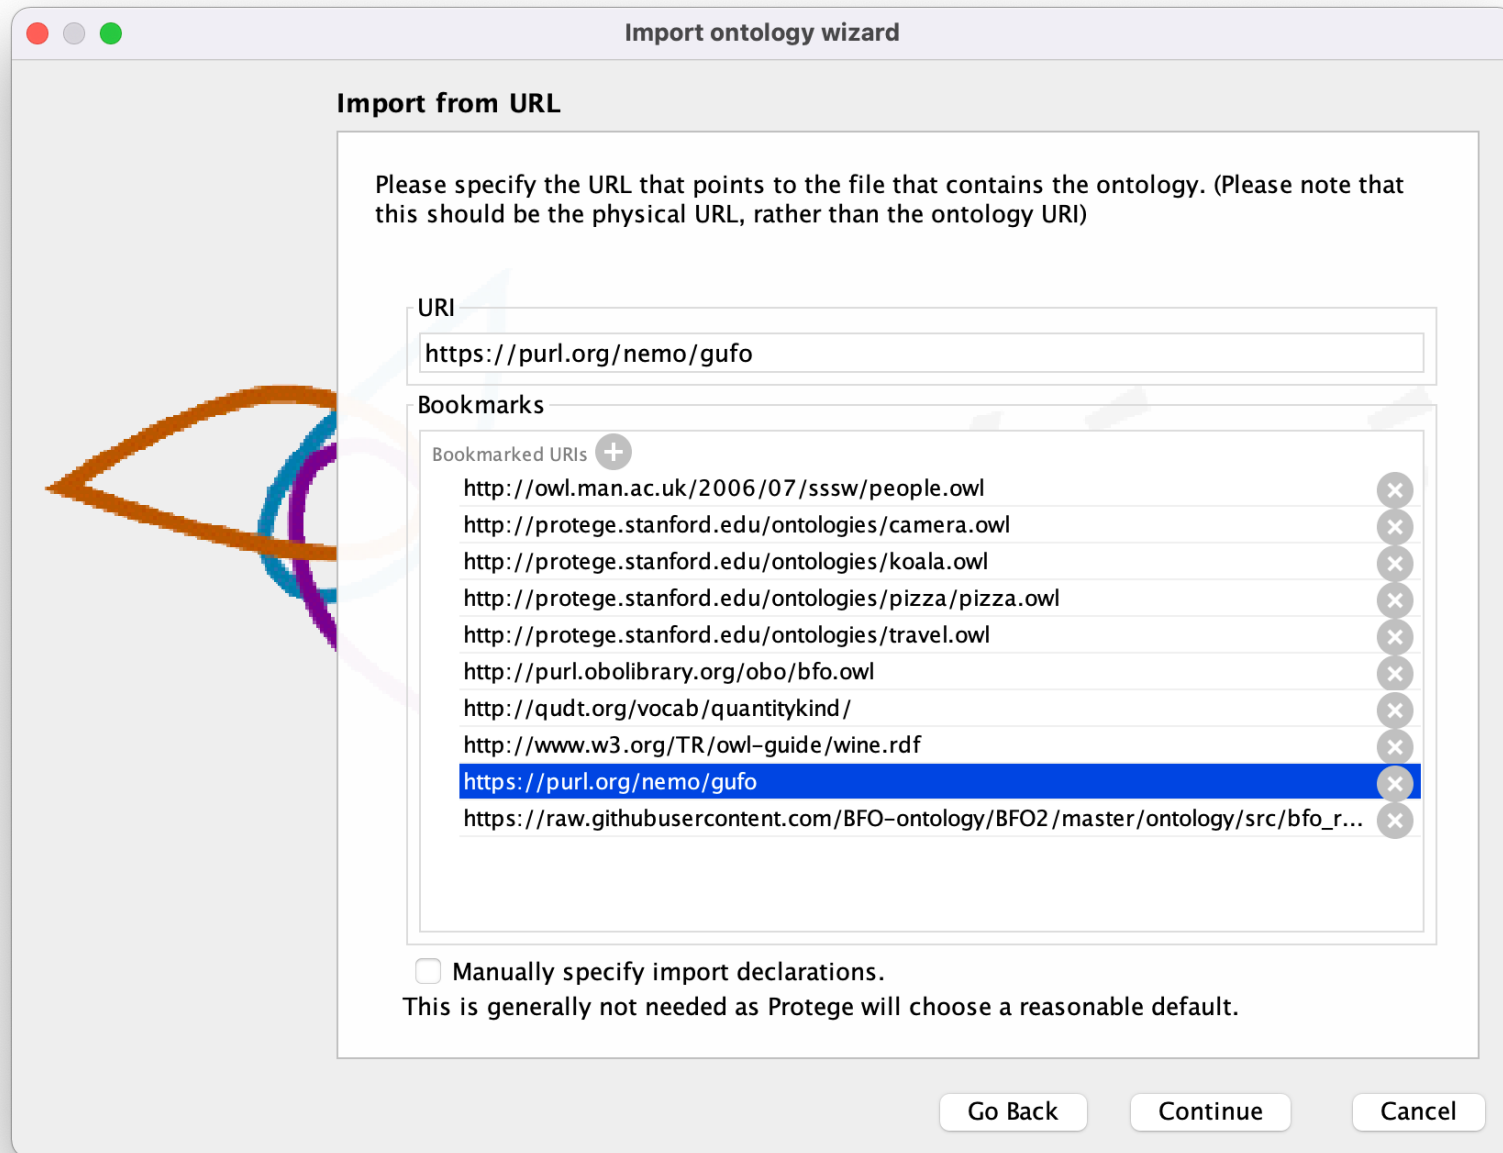 Import ontology wizard
Import from URL
Please specify the URL that points to the file that contains the ontology. (Please note that
this should be the physical URL, rather than the ontology URI)
URI
https://purl.org/nemo/gufo
Bookmarks
Bookmarked URIs
http://owl.man.ac.uk/2006/07/sssw/people.owl
http://protege.stanford.edu/ontologies/camera.owl
http://protege.stanford.edu/ontologies/koala.owl
http://protege.stanford.edu/ontologies/pizza/pizza.owl
http://protege.stanford.edu/ontologies/travel.owl
http://purl.obolibrary.org/obo/bfo.owl
http://qudt.org/vocab/quantitykind/
http://www.w3.org/TR/owl-guide/wine.rdf
https://purl.org/nemo/gufo
https://raw.githubusercontent.com/BFO-ontology/BFO2/master/ontology/src/bfo_r...
Manually specify import declarations.
This is generally not needed as Protege will choose a reasonable default.
Go Back
Continue
Cancel